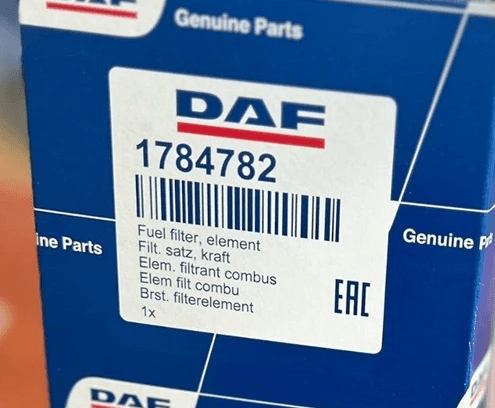 DAF
Genuine Parts
DAF
1784782
Fuel filter, element
Filt. satz, kraft
Elem. filtrant combus
Elem filt combu
Brst. filterelement
1x
EAC
ine Parts
Genuine
DAF